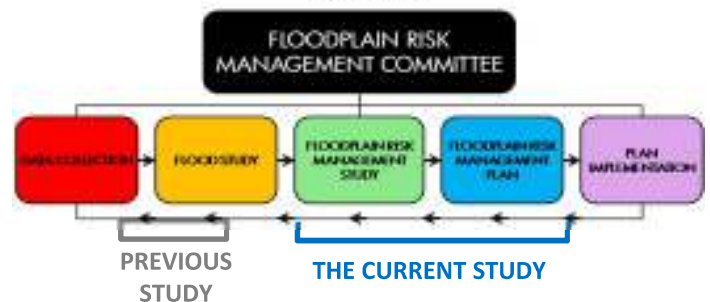 FLOODPLAIN RISK
MANAGEMENT COMMITTEE
DATA COLLECTION
FLOOD STUDY
FLOODPLAIN RISK
MANAGEMENT
STUDY
FLOODPLAIN RISK
MANAGEMENT
PLAN
PLAN
IMPLEMENTATION
PREVIOUS
STUDY
THE CURRENT STUDY